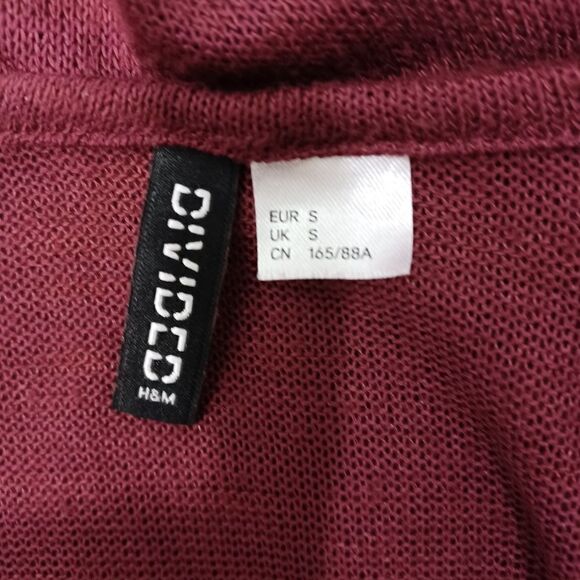 DIVIDED
H&M
EUR S
UK S
CN 165/88A